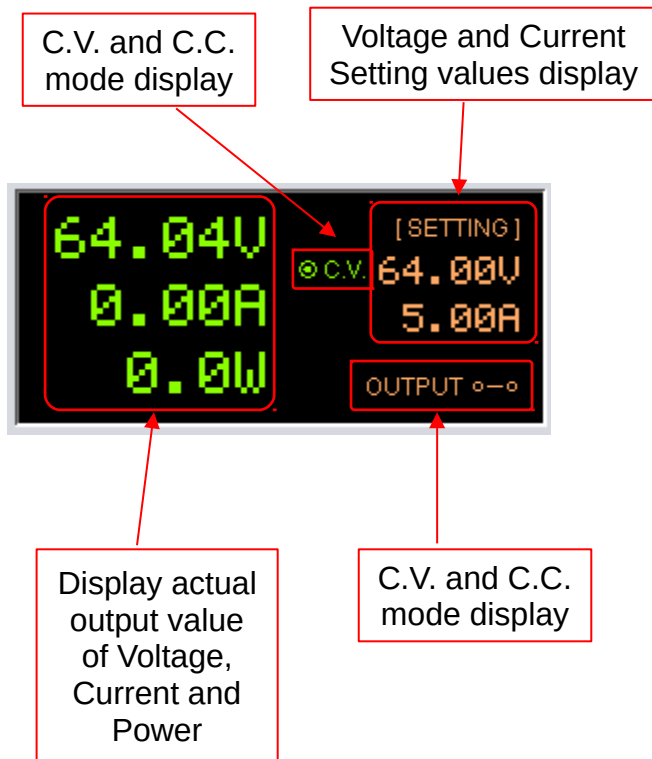 C.V. and C.C.
mode display
Voltage and Current
Setting values display
64.04V
0.00A
0.0W
C.V.
[ SETTING ]
64.00V
5.00A
OUTPUT
Display actual
output value
of Voltage,
Current and
Power
C.V. and C.C.
mode display